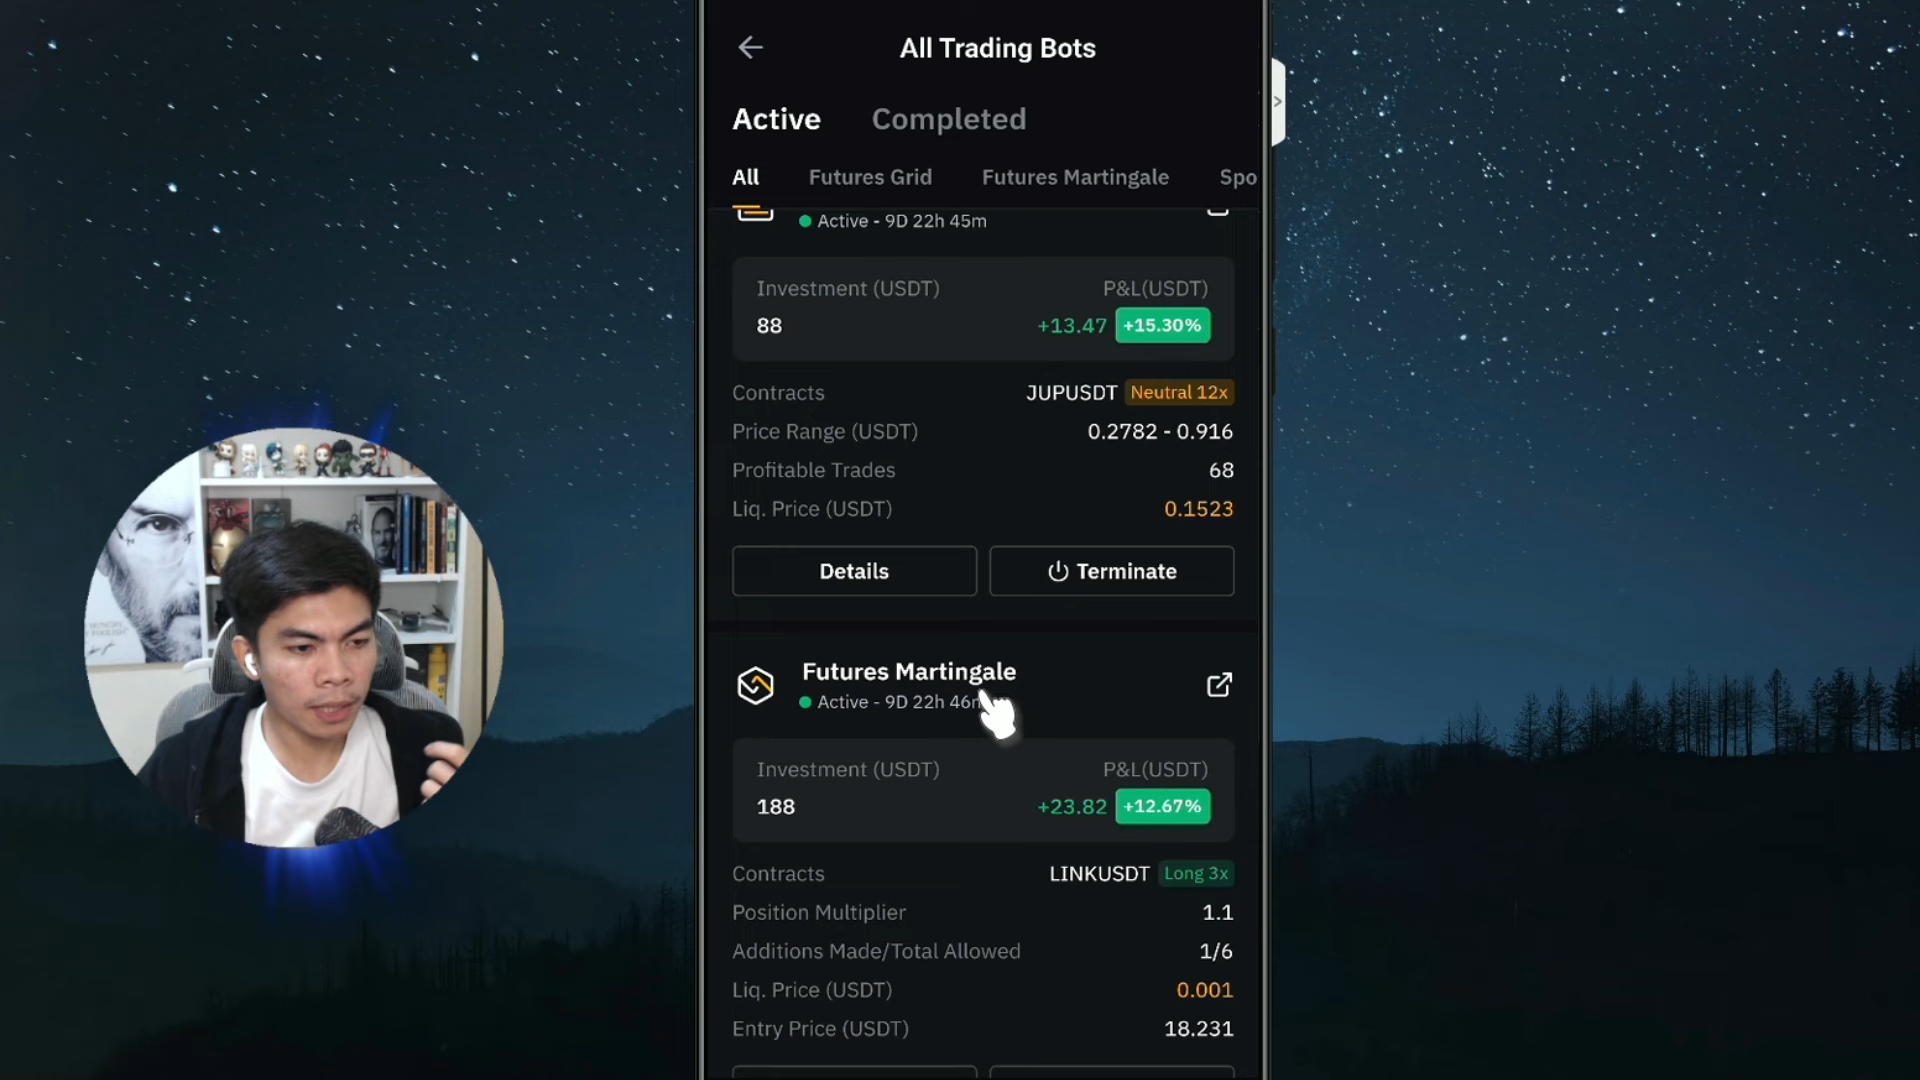 All Trading Bots
Active Completed
All Futures Grid Futures Martingale Spo
Active - 9D 22h 45m
Investment (USDT) P&L(USDT)
88 +13.47 +15.30%
Contracts JUPUSDT Neutral 12x
Price Range (USDT) 0.2782 - 0.916
Profitable Trades 68
Liq. Price (USDT) 0.1523
Details Terminate
Futures Martingale
Active - 9D 22h 46m
Investment (USDT) P&L(USDT)
188 +23.82 +12.67%
Contracts LINKUSDT Long 3x
Position Multiplier 1.1
Additions Made/Total Allowed 1/6
Liq. Price (USDT) 0.001
Entry Price (USDT) 18.231